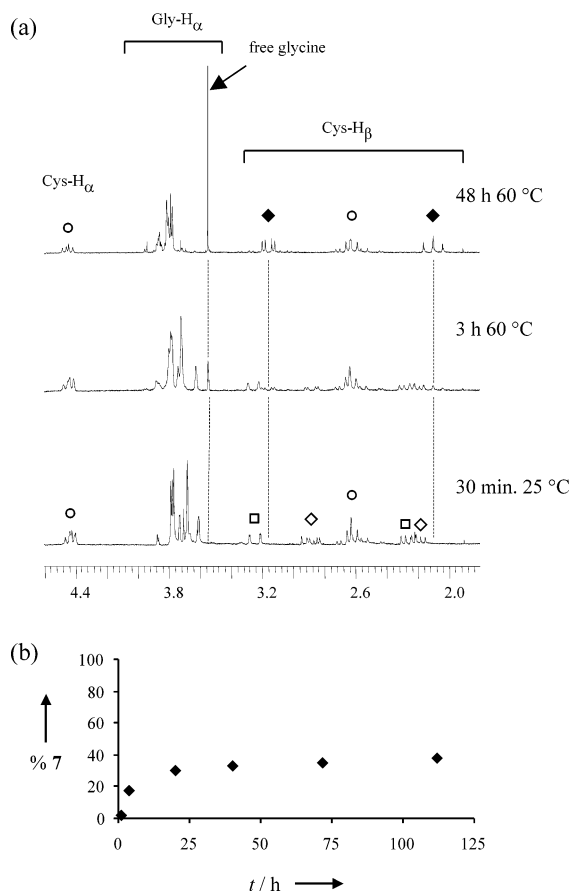 (a)
Gly-Hα
free glycine
Cys-Hβ
Cys-Hα
48 h 60 °C
3 h 60 °C
30 min. 25 °C
4.4 3.8 3.2 2.6 2.0
(b)
100
80
60
40
20
0
% 7
0 25 50 75 100 125
t / h